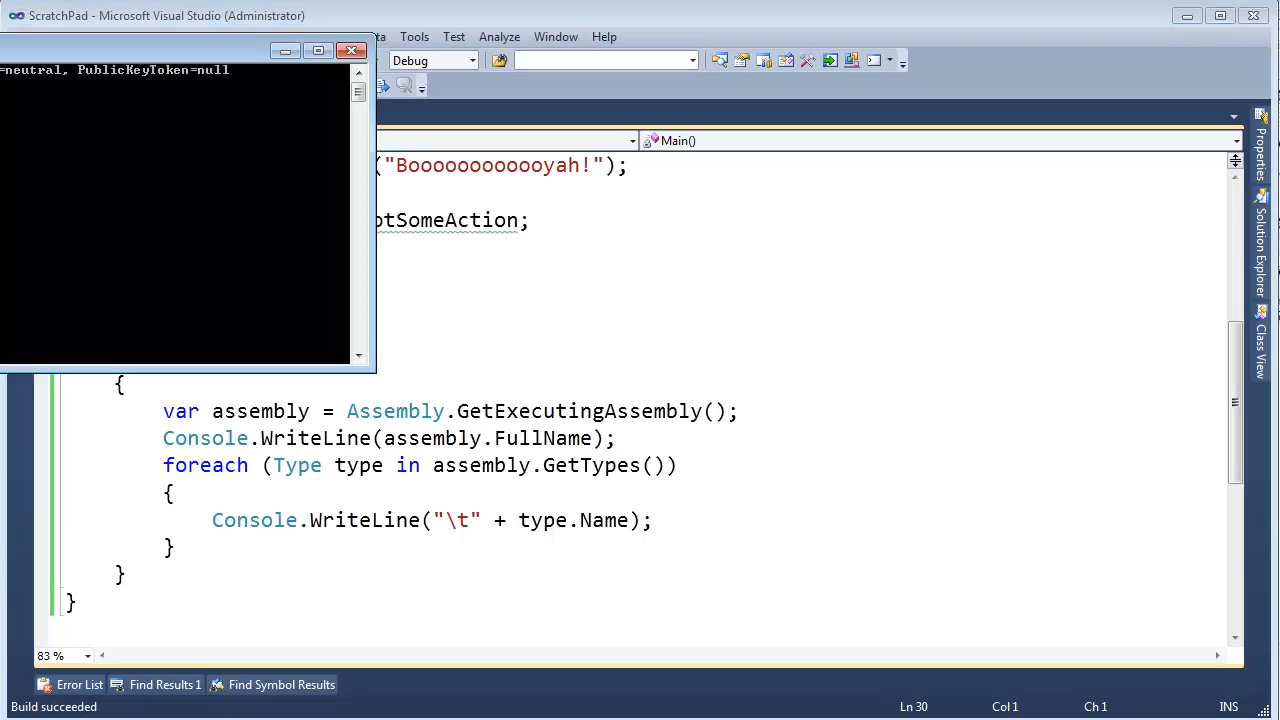 ScratchPad - Microsoft Visual Studio (Administrator)
ta Tools Test Analyze Window Help
=neutral, PublicKeyToken=null
Debug
Main()
("Boooooooooooyah!");
otSomeAction;
{
var assembly = Assembly.GetExecutingAssembly();
Console.WriteLine(assembly.FullName);
foreach (Type type in assembly.GetTypes())
{
Console.WriteLine("\t" + type.Name);
}
}
}
Properties
Solution Explorer
Class View
83 %
Error List Find Results 1 Find Symbol Results
Build succeeded Ln 30 Col 1 Ch 1 INS